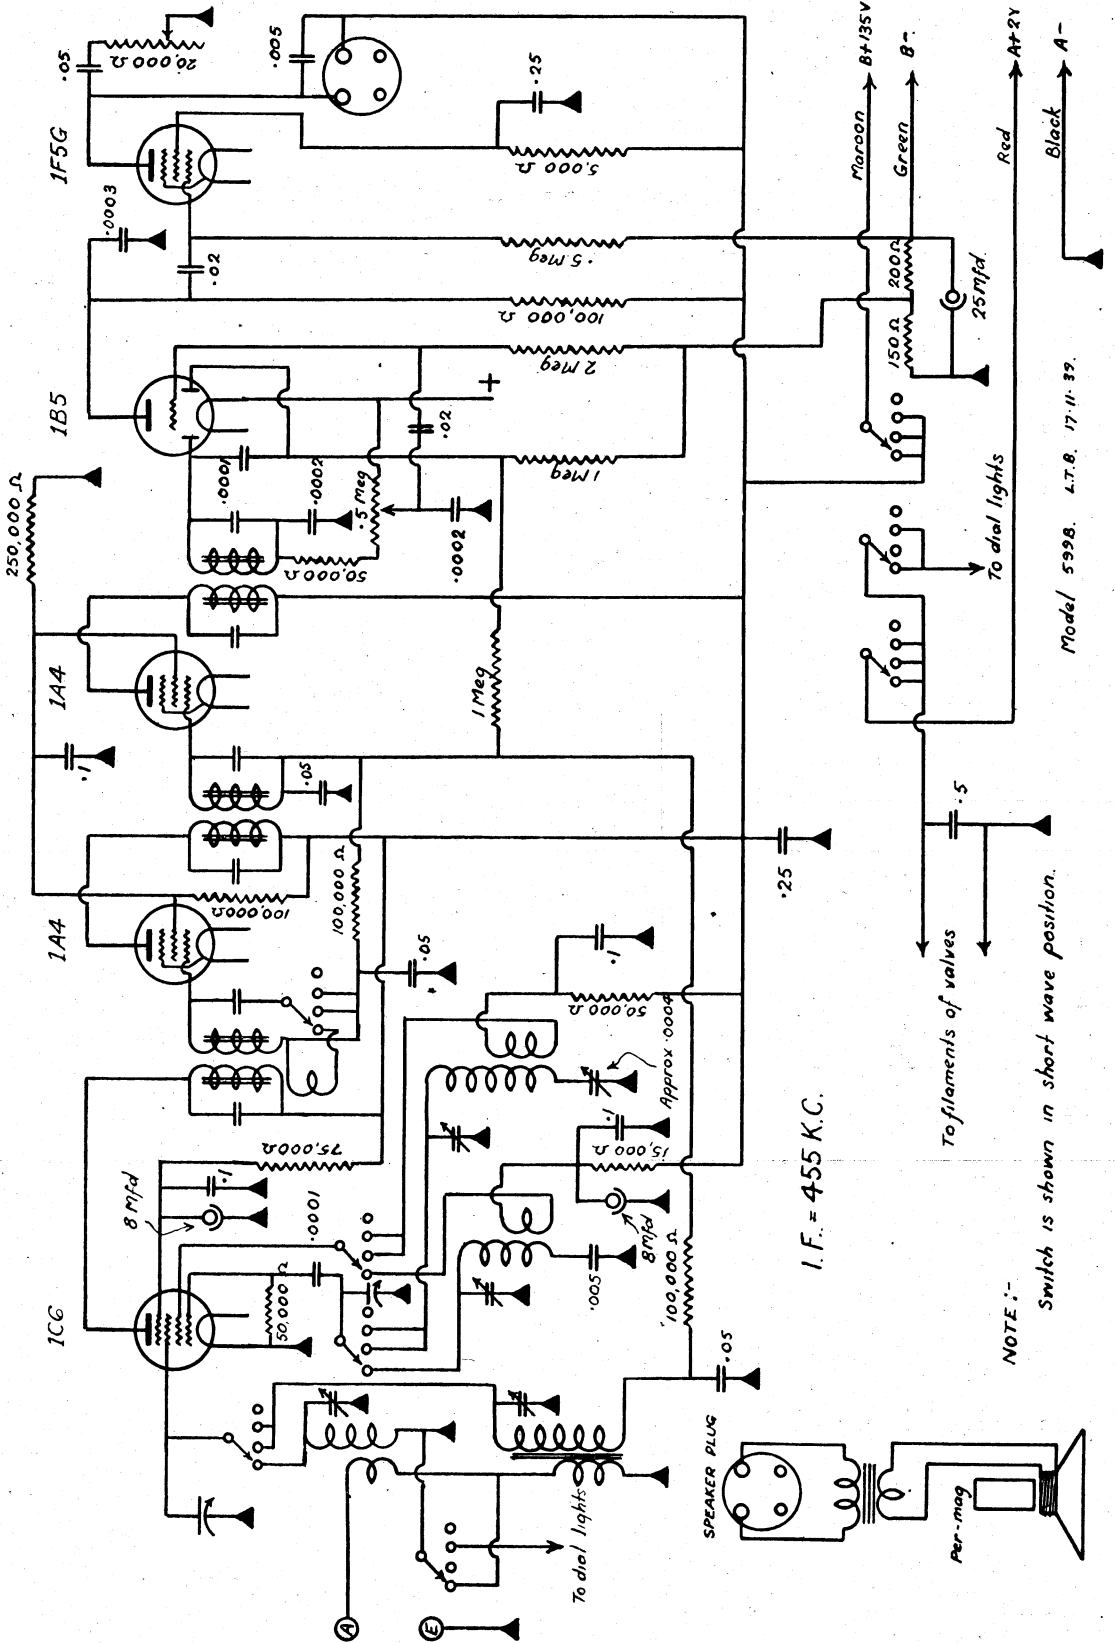 1C6
1A4
1A4
1B5
1F5G
250,000 Ω
.1
.0003
.05
20,000 Ω
.005
8 Mfd
.1
75,000 Ω
50,000 Ω
.0001
100,000 Ω
100,000 Ω
.05
.05
.0001
.0002
50,000 Ω
.5 Meg
.0002
.02
.02
1 Meg
1 Meg
2 Meg
100,000 Ω
.5 Meg
5,000 Ω
.25
A
E
To dial lights
.05
.005
8 Mfd
15,000 Ω
.1
100,000 Ω
Approx .0004
50,000 Ω
.1
.25
+
SPEAKER PLUG
Per-mag
I.F. = 455 K.C.
NOTE:-
Switch is shown in short wave position.
To filaments of valves
.5
To dial lights
150 Ω
200 Ω
25 Mfd
Maroon
B+135V
Green
B-
Red
A+2V
Black
A-
Model 599B. L.T.B. 17.11.39.